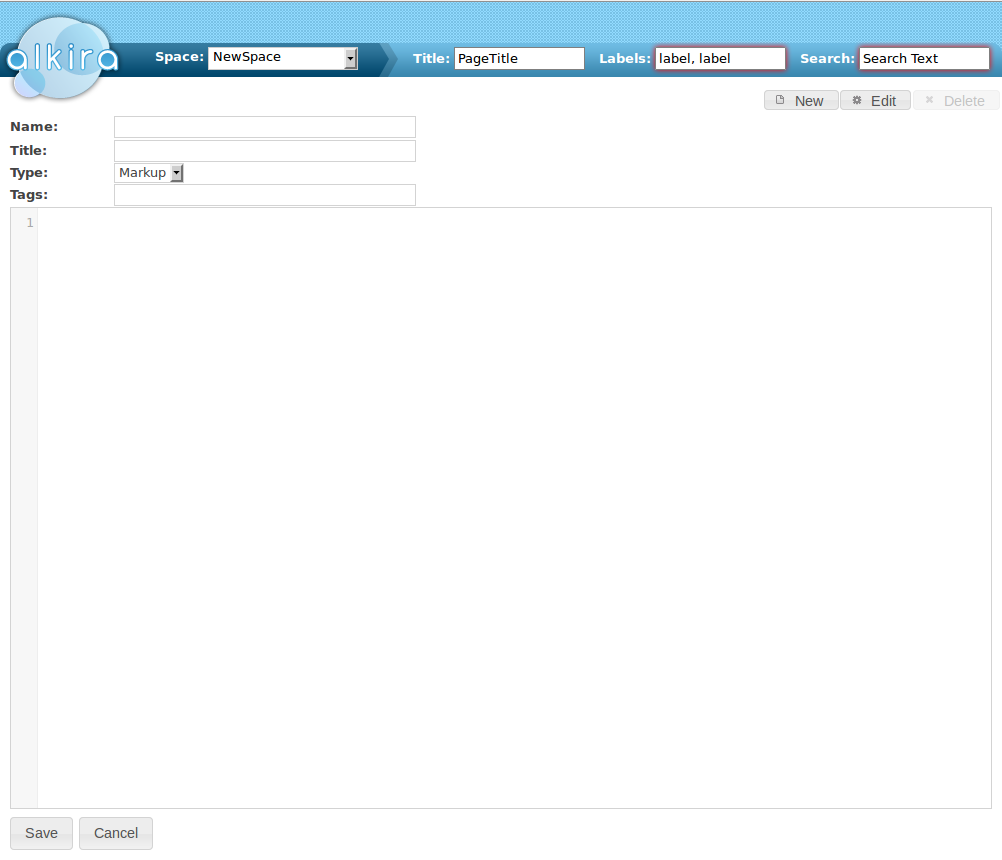 alkira
Space: NewSpace Title: PageTitle Labels: label, label Search: Search Text
New Edit Delete
Name:
Title:
Type: Markup
Tags:
1
Save Cancel